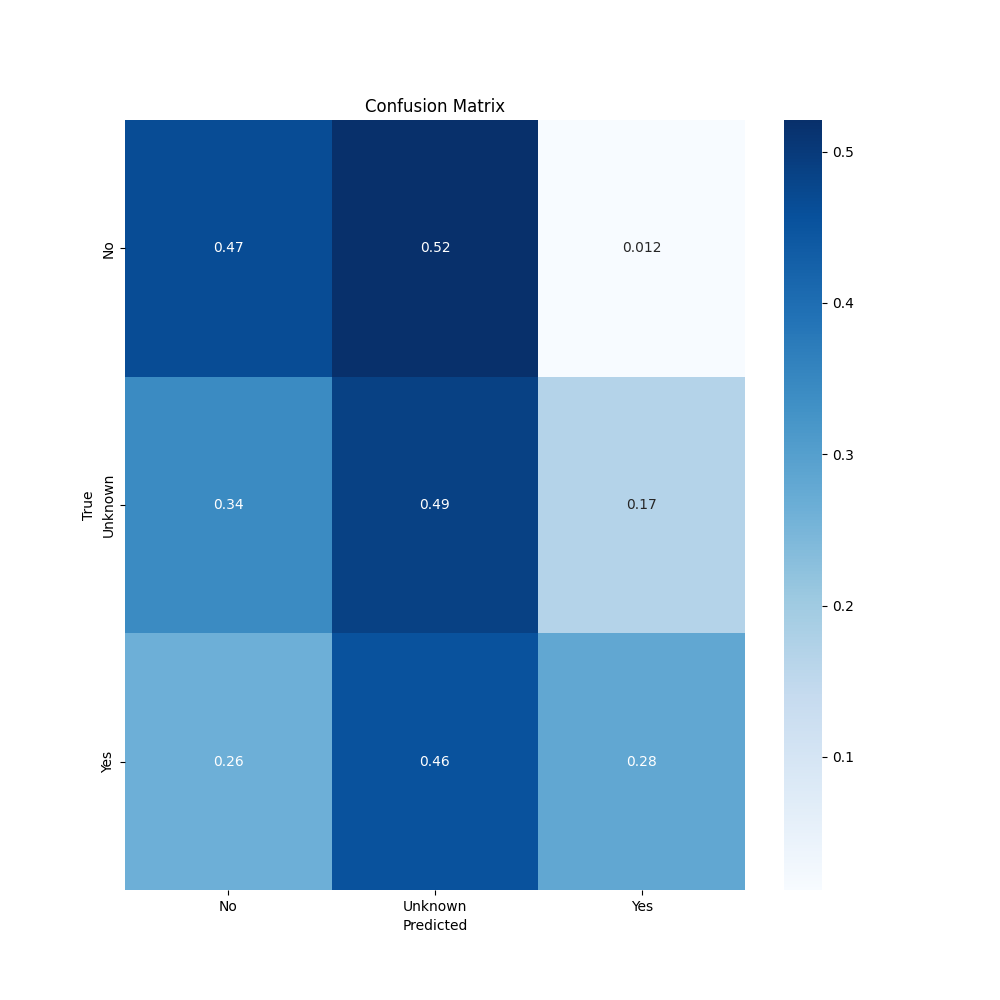 Confusion Matrix
No
0.47
0.52
0.012
True
Unknown
0.34
0.49
0.17
Yes
0.26
0.46
0.28
No
Unknown
Yes
Predicted
0.5
0.4
0.3
0.2
0.1